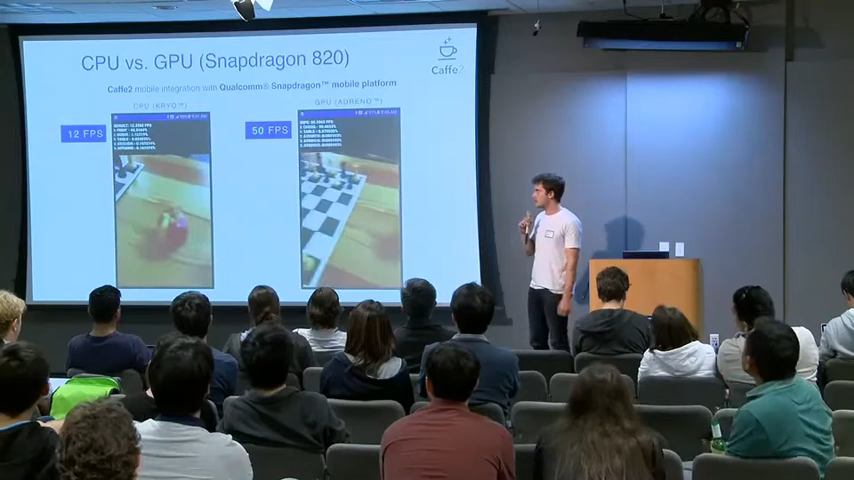 CPU vs. GPU (Snapdragon 820)
Caffe2
Caffe2 mobile integration with Qualcomm® Snapdragon™ mobile platform
CPU (KRYO™)
GPU (ADRENO™)
12 FPS
50 FPS